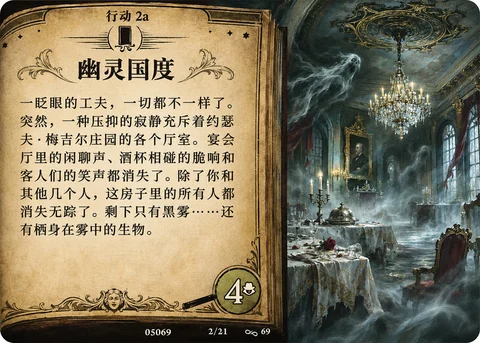 行动 2a
幽灵国度
一眨眼的工夫，一切都不一样了。
突然，一种压抑的寂静充斥着约瑟
夫·梅吉尔庄园的各个厅室。宴会
厅里的闲聊声、酒杯相碰的脆响和
客人们的笑声都消失了。除了你和
其他几个人，这房子里的所有人都
消失无踪了。剩下只有黑雾……还
有栖身在雾中的生物。
4
05069 2/21 69